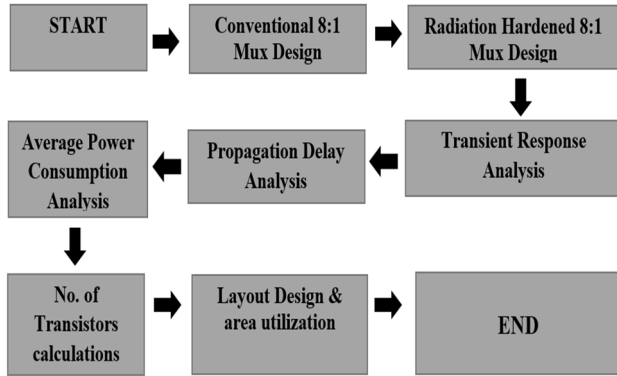 START
Conventional 8:1
Mux Design
Radiation Hardened 8:1
Mux Design
Transient Response
Analysis
Propagation Delay
Analysis
Average Power
Consumption
Analysis
No. of
Transistors
calculations
Layout Design &
area utilization
END